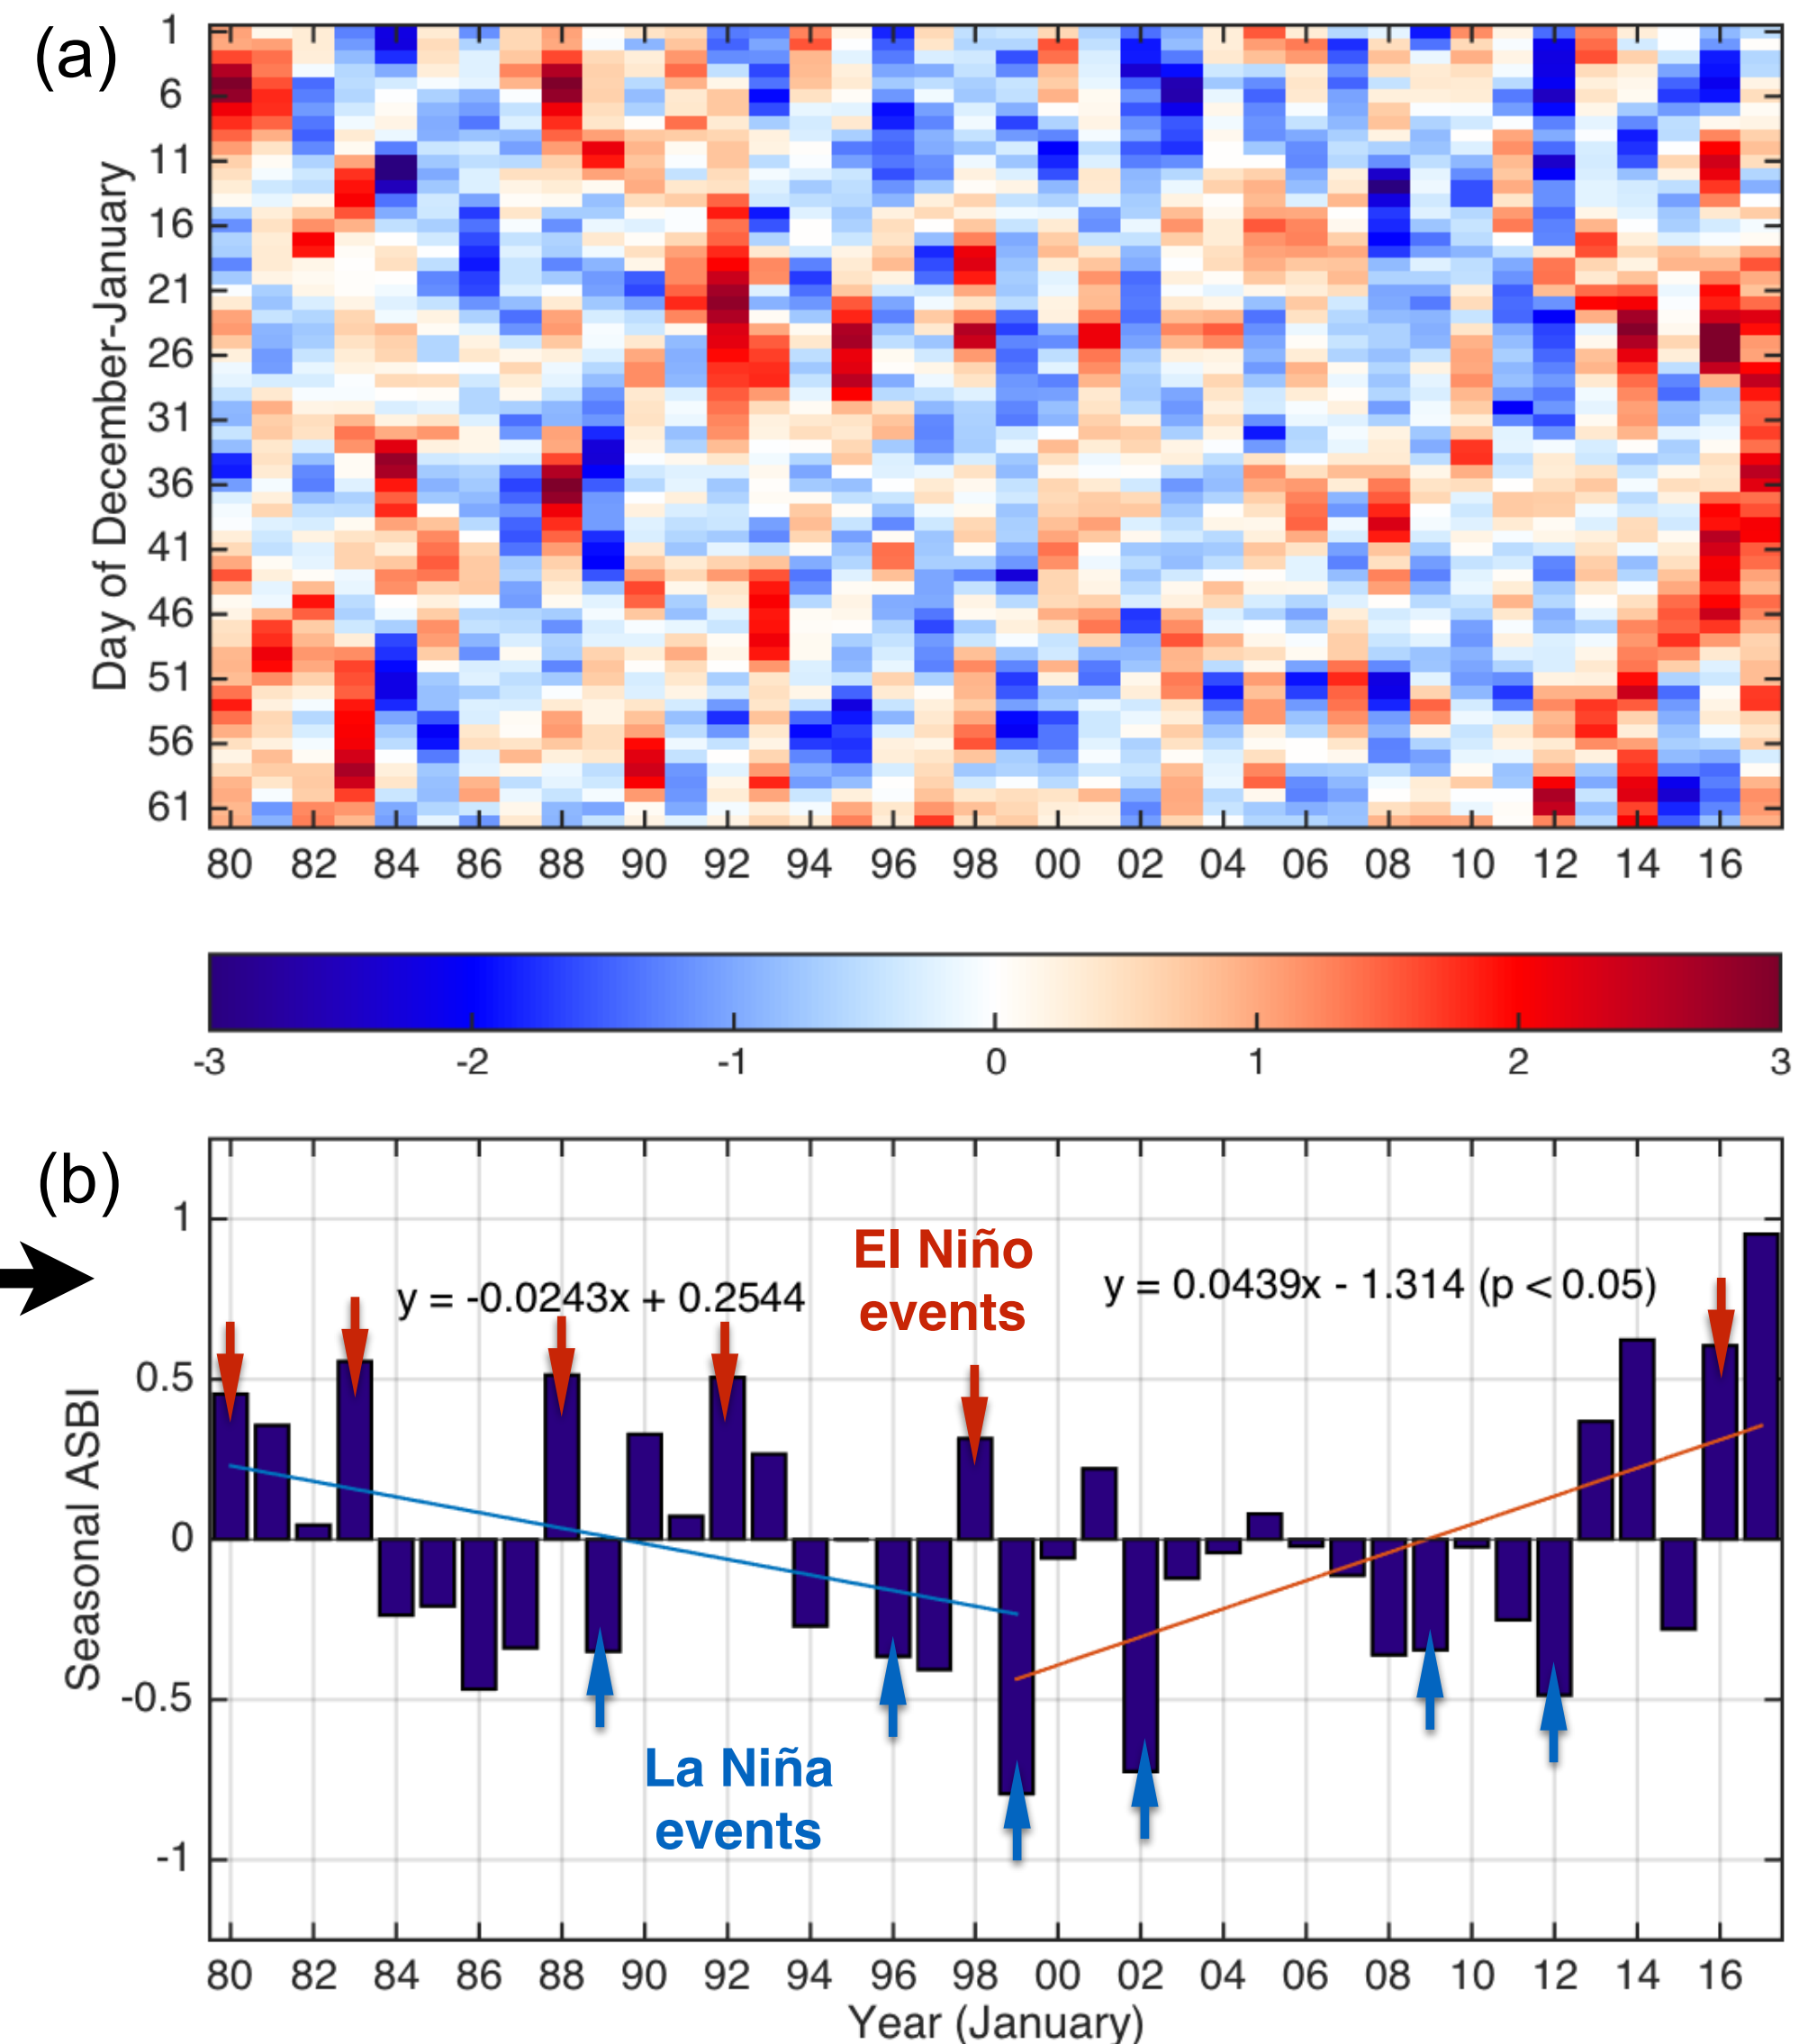 (a)
1
6
11
16
21
26
31
36
41
46
51
56
61
Day of December-January
80 82 84 86 88 90 92 94 96 98 00 02 04 06 08 10 12 14 16
-3 -2 -1 0 1 2 3
(b)
1
0.5
0
-0.5
-1
Seasonal ASBI
El Niño
events
y = -0.0243x + 0.2544
y = 0.0439x - 1.314 (p < 0.05)
La Niña
events
80 82 84 86 88 90 92 94 96 98 00 02 04 06 08 10 12 14 16
Year (January)